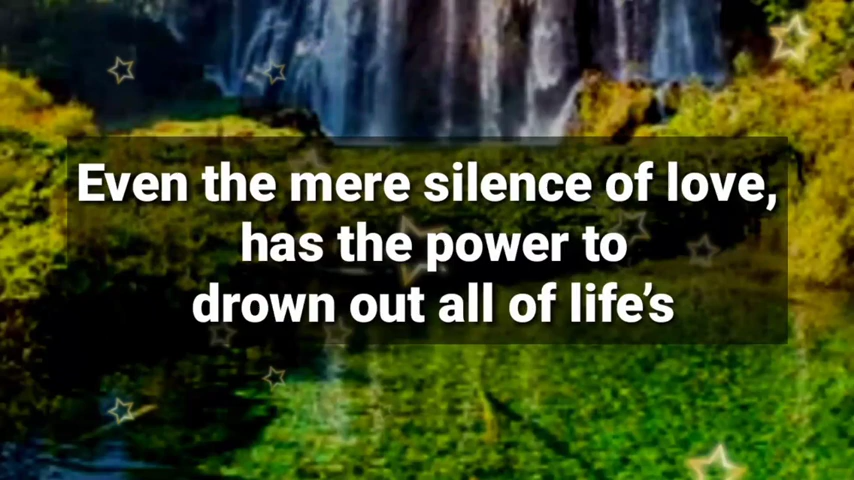 Even the mere silence of love,
has the power to
drown out all of life’s